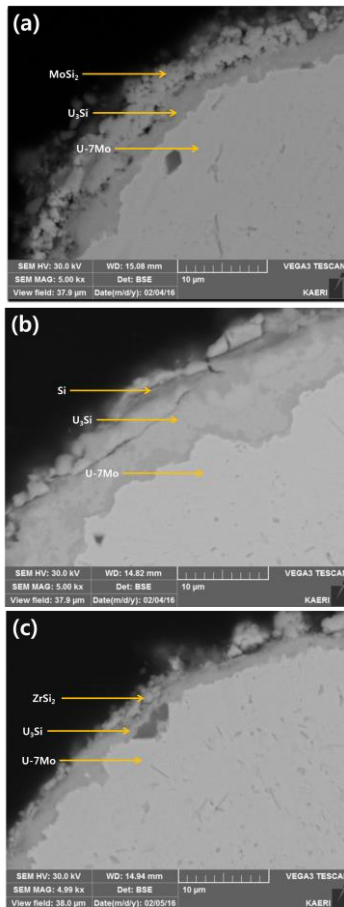 (a)
MoSi₂
U₃Si
U-7Mo
SEM HV: 30.0 kV WD: 15.08 mm VEGA3 TESCAN
SEM MAG: 5.00 kx Det: BSE 10 µm
View field: 37.9 µm Date(m/d/y): 02/04/16 KAERI
(b)
Si
U₃Si
U-7Mo
SEM HV: 30.0 kV WD: 14.82 mm VEGA3 TESCAN
SEM MAG: 5.00 kx Det: BSE 10 µm
View field: 37.9 µm Date(m/d/y): 02/04/16 KAERI
(c)
ZrSi₂
U₃Si
U-7Mo
SEM HV: 30.0 kV WD: 14.94 mm VEGA3 TESCAN
SEM MAG: 4.99 kx Det: BSE 10 µm
View field: 38.0 µm Date(m/d/y): 02/05/16 KAERI